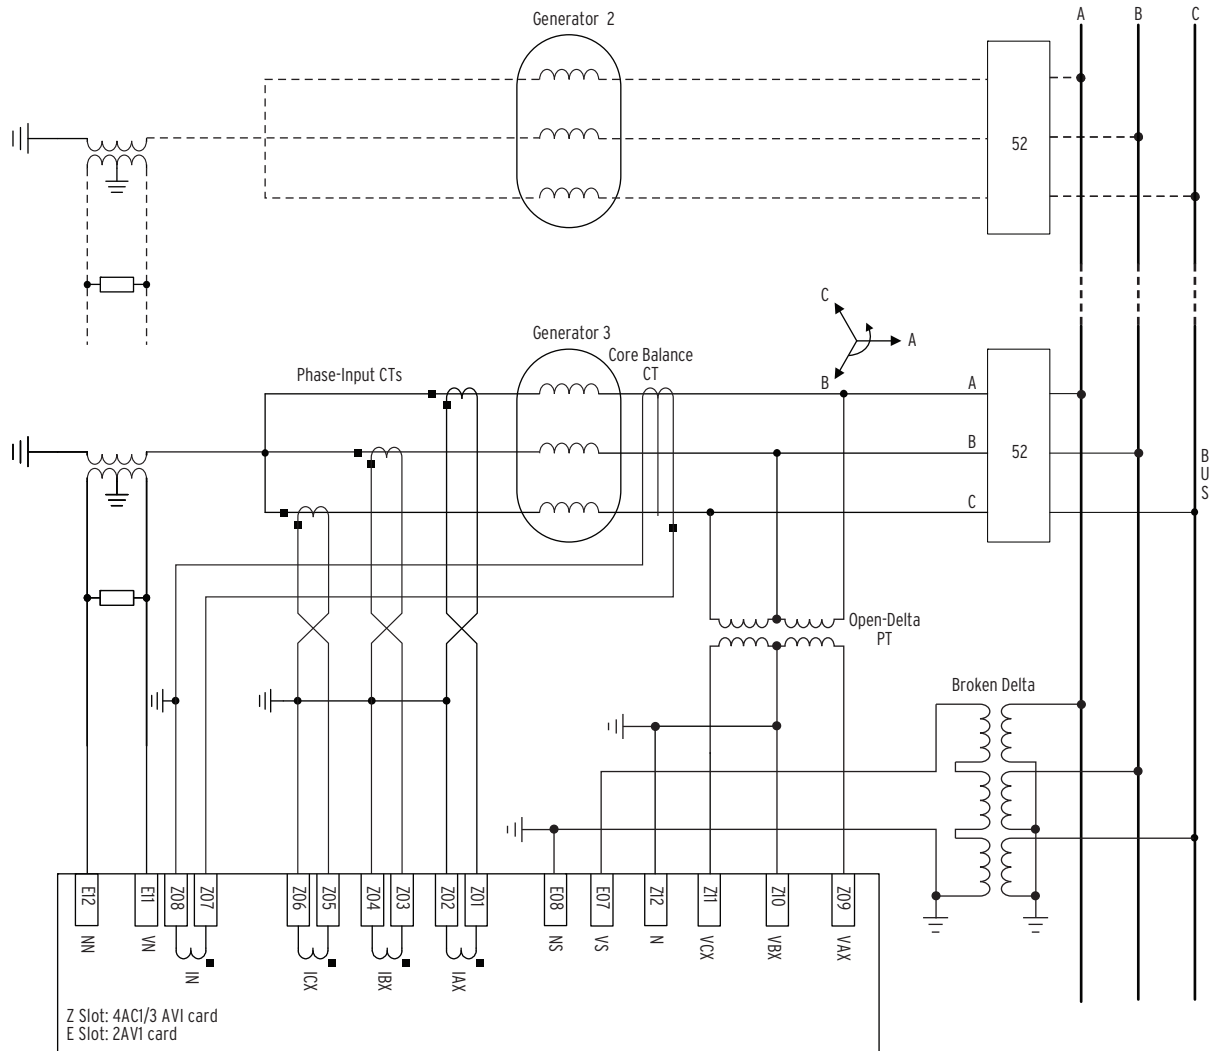 Generator 2
A
B
C
52
Generator 3
Core Balance
CT
Phase-Input CTs
C
A
B
A
B
C
52
BUS
Open-Delta
PT
Broken Delta
E12
E11
Z08
Z07
Z06
Z05
Z04
Z03
Z02
Z01
E08
E07
Z12
Z11
Z10
Z09
NN
VN
IN
ICX
IBX
IAX
NS
VS
N
VCX
VBX
VAX
Z Slot: 4AC1/3 AVI card
E Slot: 2AV1 card